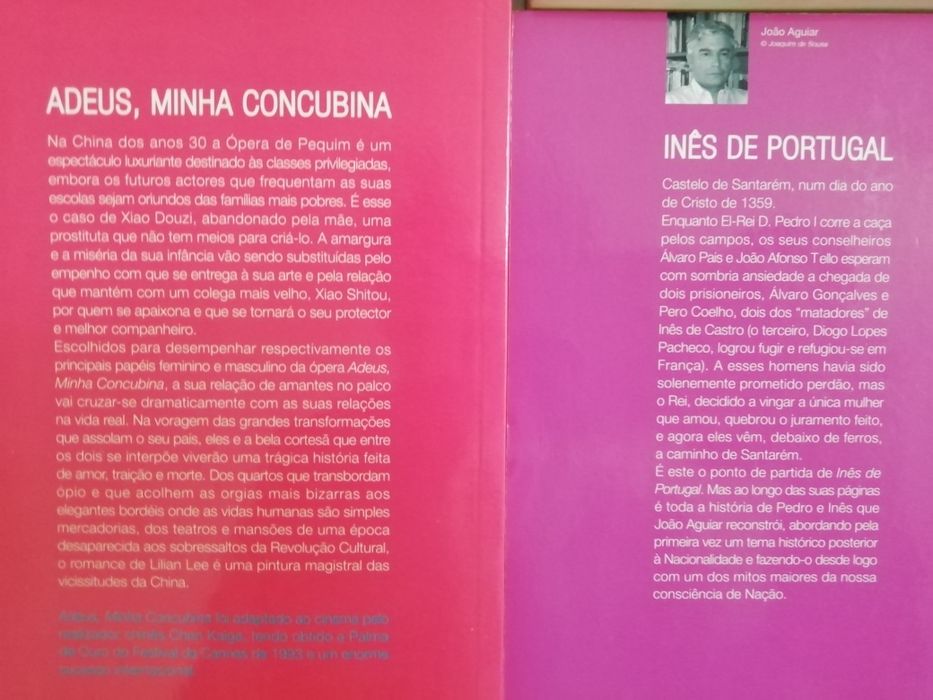 ADEUS, MINHA CONCUBINA
Na China dos anos 30 a Ópera de Pequim é um
espectáculo luxuriante destinado às classes privilegiadas,
embora os futuros actores que frequentam as suas
escolas sejam oriundos das famílias mais pobres. É esse
o caso de Xiao Douzi, abandonado pela mãe, uma
prostituta que não tem meios para criá-lo. A amargura
e a miséria da sua infância vão sendo substituídas pelo
empenho com que se entrega à sua arte e pela relação
que mantém com um colega mais velho, Xiao Shitou,
por quem se apaixona e que se tornará o seu protector
e melhor companheiro.
Escolhidos para desempenhar respectivamente os
principais papéis feminino e masculino da ópera Adeus,
Minha Concubina, a sua relação de amantes no palco
vai cruzar-se dramaticamente com as suas relações
na vida real. Na voragem das grandes transformações
que assolam o seu país, eles e a bela cortesã que entre
os dois se interpõe viverão uma trágica história feita
de amor, traição e morte. Dos quartos que transbordam
ópio e que acolhem as orgias mais bizarras aos
elegantes bordéis onde as vidas humanas são simples
mercadorias, dos teatros e mansões de uma época
desaparecida aos sobressaltos da Revolução Cultural,
o romance de Lilian Lee é uma pintura magistral das
vicissitudes da China.
Adeus, Minha Concubina foi adaptado ao cinema pelo
realizador chinês Chen Kaige, tendo obtido a Palma
de Ouro do Festival de Cannes de 1993 e um enorme
sucesso internacional.
João Aguiar
© Joaquim de Sousa
INÊS DE PORTUGAL
Castelo de Santarém, num dia do ano
de Cristo de 1359.
Enquanto El-Rei D. Pedro I corre a caça
pelos campos, os seus conselheiros
Álvaro Pais e João Afonso Tello esperam
com sombria ansiedade a chegada de
dois prisioneiros, Álvaro Gonçalves e
Pero Coelho, dois dos "matadores" de
Inês de Castro (o terceiro, Diogo Lopes
Pacheco, logrou fugir e refugiou-se em
França). A esses homens havia sido
solenemente prometido perdão, mas
o Rei, decidido a vingar a única mulher
que amou, quebrou o juramento feito,
e agora eles vêm, debaixo de ferros,
a caminho de Santarém.
É este o ponto de partida de Inês de
Portugal. Mas ao longo das suas páginas
é toda a história de Pedro e Inês que
João Aguiar reconstrói, abordando pela
primeira vez um tema histórico posterior
à Nacionalidade e fazendo-o desde logo
com um dos mitos maiores da nossa
consciência de Nação.